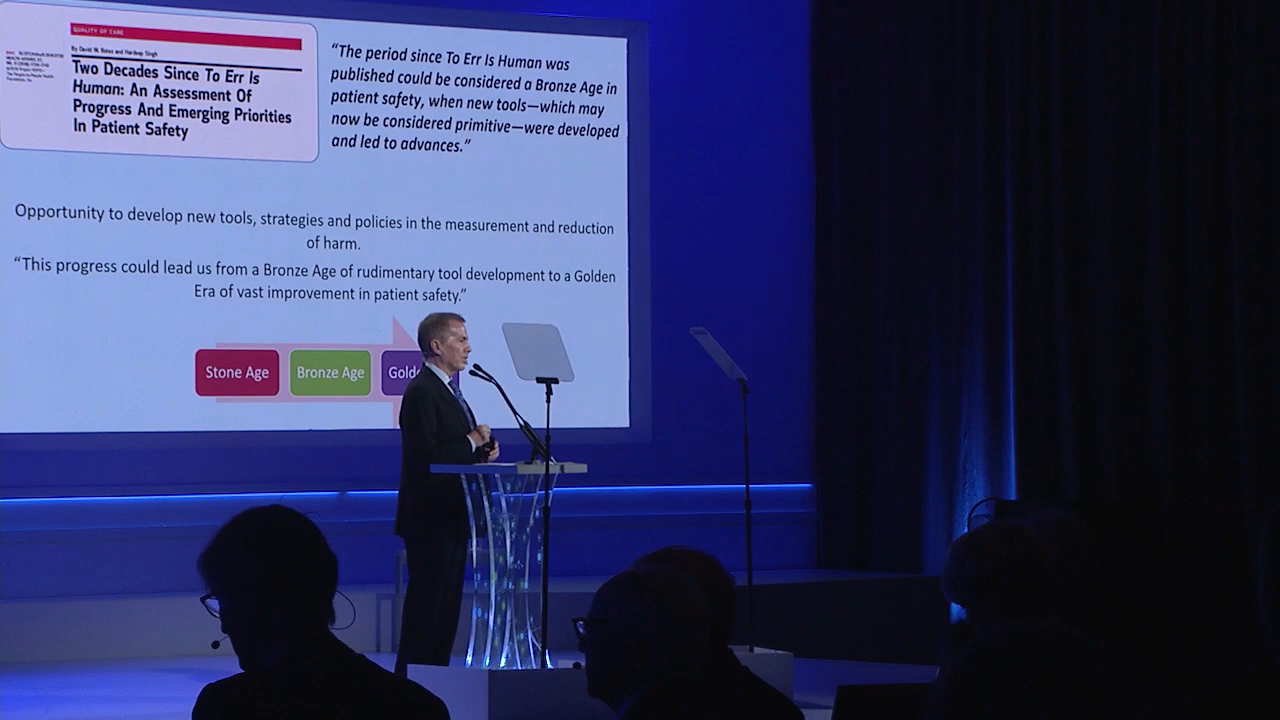 QUALITY OF CARE
By David W. Bates and Hardeep Singh
Two Decades Since To Err Is
Human: An Assessment Of
Progress And Emerging Priorities
In Patient Safety
“The period since To Err Is Human was
published could be considered a Bronze Age in
patient safety, when new tools—which may
now be considered primitive—were developed
and led to advances.”
Opportunity to develop new tools, strategies and policies in the measurement and reduction
of harm.
“This progress could lead us from a Bronze Age of rudimentary tool development to a Golden
Era of vast improvement in patient safety.”
Stone Age
Bronze Age